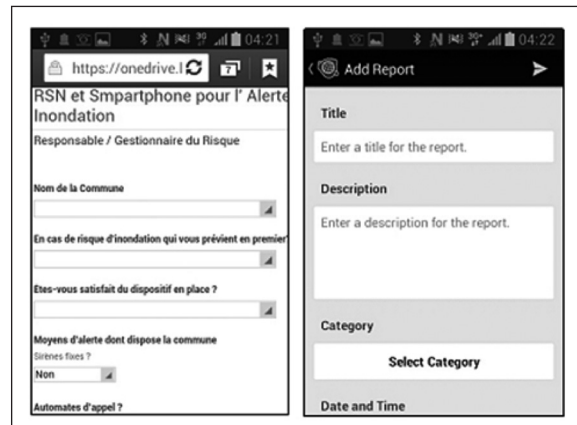 04:21
https://onedrive.l
7
RSN et Smpartphone pour l' Alerte
Inondation
Responsable / Gestionnaire du Risque
Nom de la Commune
En cas de risque d'inondation qui vous prévient en premier
Etes-vous satisfait du dispositif en place ?
Moyens d'alerte dont dispose la commune
Sirènes fixes ?
Non
Automates d'appel ?
3G 04:22
Add Report
Title
Enter a title for the report.
Description
Enter a description for the report.
Category
Select Category
Date and Time